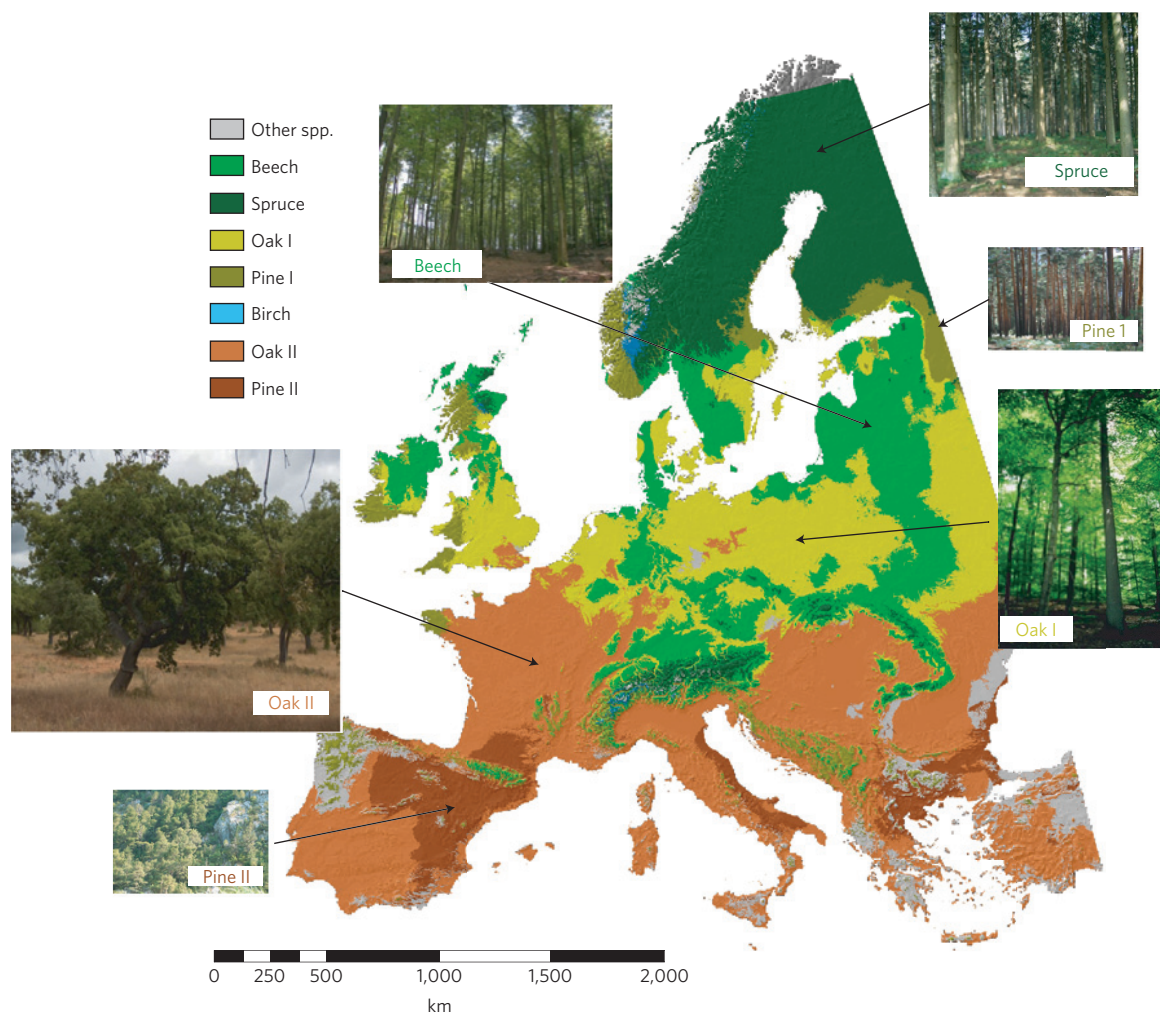 Other spp.
Beech
Spruce
Oak I
Pine I
Birch
Oak II
Pine II
Beech
Spruce
Pine 1
Oak I
Oak II
Pine II
0 250 500 1,000 1,500 2,000
km